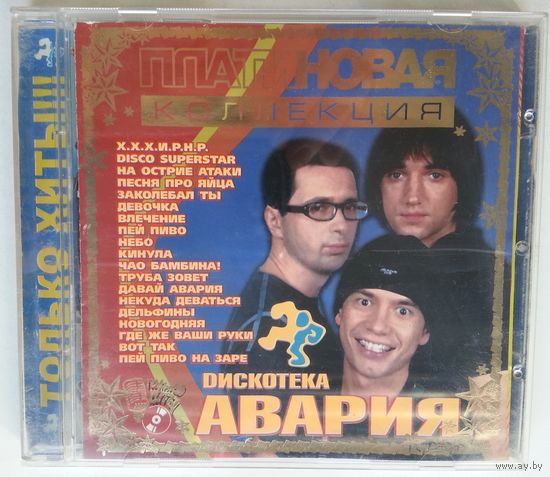 ТОЛЬКО ХИТЫ!!!!
ПЛАТИНОВАЯ
КОЛЛЕКЦИЯ
Х.Х.Х.И.Р.Н.Р.
DISCO SUPERSTAR
НА ОСТРИЕ АТАКИ
ПЕСНЯ ПРО ЯЙЦА
ЗАКОЛЕБАЛ ТЫ
ДЕВОЧКА
ВЛЕЧЕНИЕ
ПЕЙ ПИВО
НЕБО
КИНУЛА
ЧАО БАМБИНА!
ТРУБА ЗОВЕТ
ДАВАЙ АВАРИЯ
НЕКУДА ДЕВАТЬСЯ
ДЕЛЬФИНЫ
НОВОГОДНЯЯ
ГДЕ ЖЕ ВАШИ РУКИ
ВОТ ТАК
ПЕЙ ПИВО НА ЗАРЕ
DИСКОТЕКА
АВАРИЯ
www.ay.by